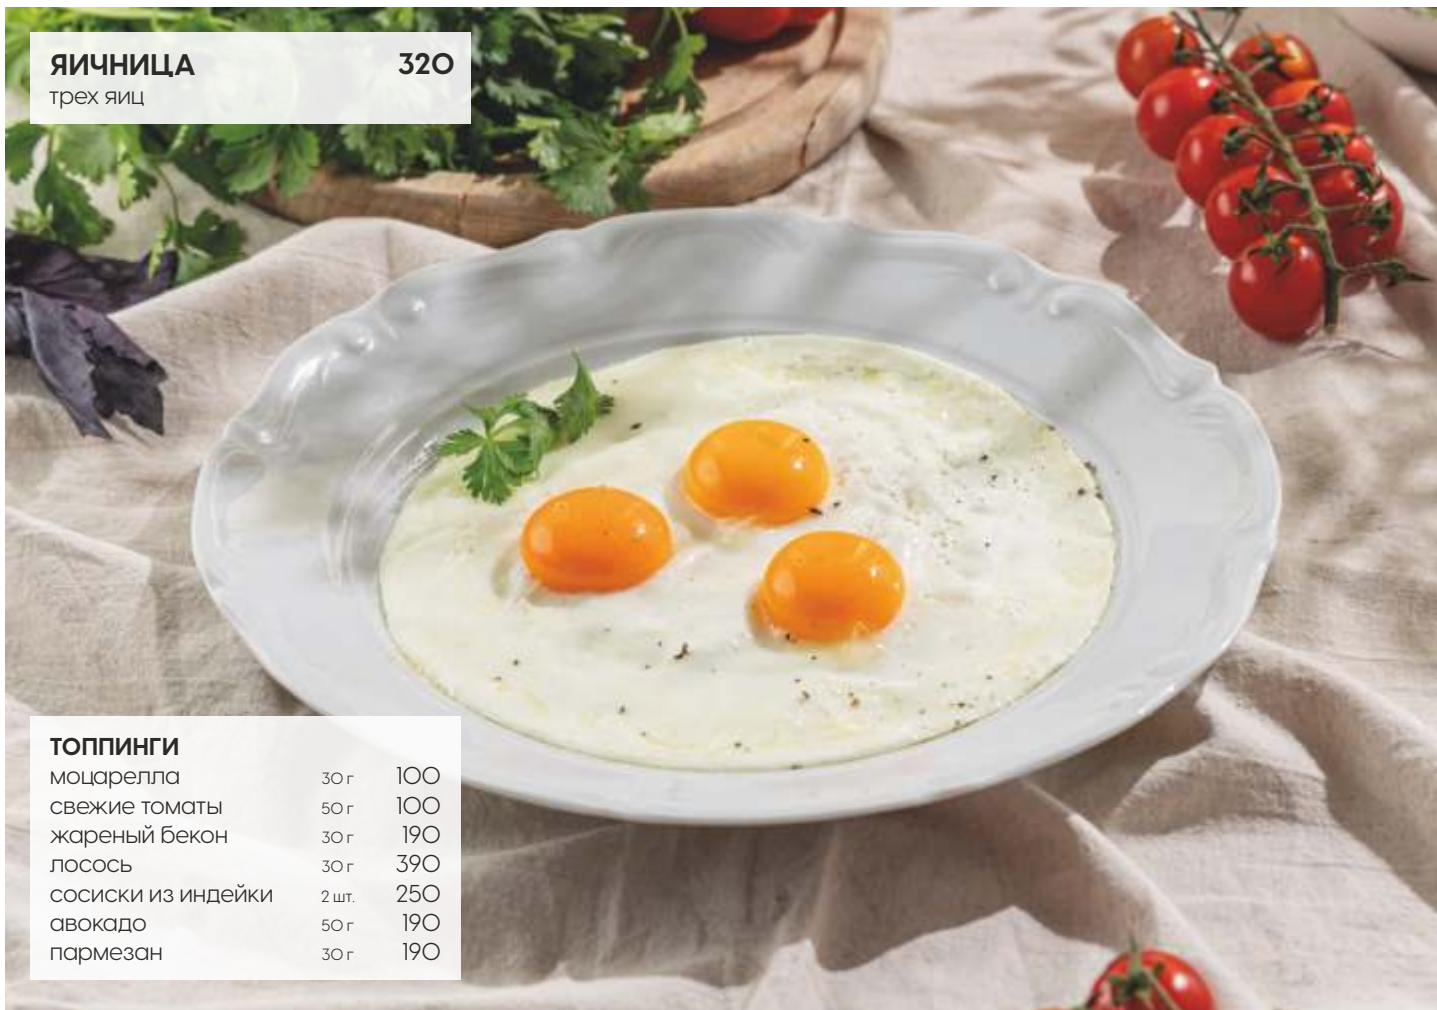 ЯИЧНИЦА 320
трех яиц
ТОППИНГИ
моцарелла 30 г 100
свежие томаты 50 г 100
жареный бекон 30 г 190
лосось 30 г 390
сосиски из индейки 2 шт. 250
авокадо 50 г 190
пармезан 30 г 190